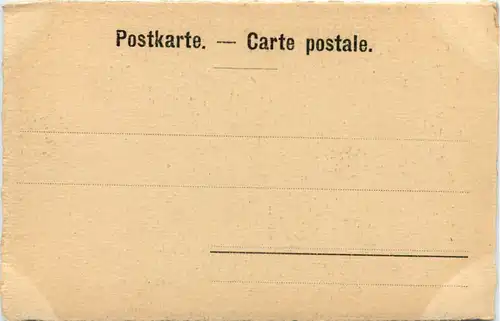 Postkarte. — Carte postale.